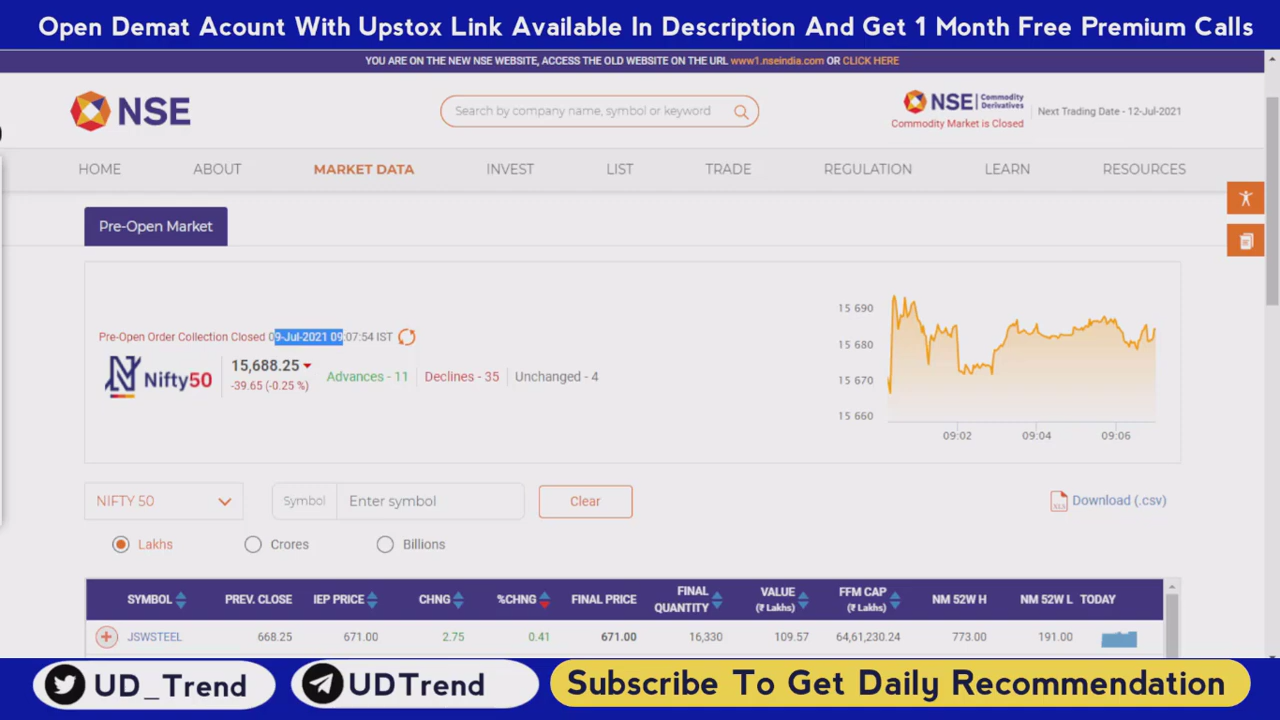 Open Demat Acount With Upstox Link Available In Description And Get 1 Month Free Premium Calls
YOU ARE ON THE NEW NSE WEBSITE, ACCESS THE OLD WEBSITE ON THE URL www1.nseindia.com OR CLICK HERE
NSE
Search by company name, symbol or keyword
NSE Commodity Derivatives
Commodity Market is Closed
Next Trading Date - 12-Jul-2021
HOME ABOUT MARKET DATA INVEST LIST TRADE REGULATION LEARN RESOURCES
Pre-Open Market
Pre-Open Order Collection Closed 09-Jul-2021 09:07:54 IST
Nifty50
15,688.25
-39.65 (-0.25 %)
Advances - 11 Declines - 35 Unchanged - 4
15 690
15 680
15 670
15 660
09:02 09:04 09:06
NIFTY 50 Symbol Enter symbol Clear
XLS Download (.csv)
Lakhs Crores Billions
SYMBOL PREV. CLOSE IEP PRICE CHNG %CHNG FINAL PRICE FINAL QUANTITY VALUE (₹ Lakhs) FFM CAP (₹ Lakhs) NM 52W H NM 52W L TODAY
JSWSTEEL 668.25 671.00 2.75 0.41 671.00 16,330 109.57 64,61,230.24 773.00 191.00
UD_Trend UDTrend Subscribe To Get Daily Recommendation